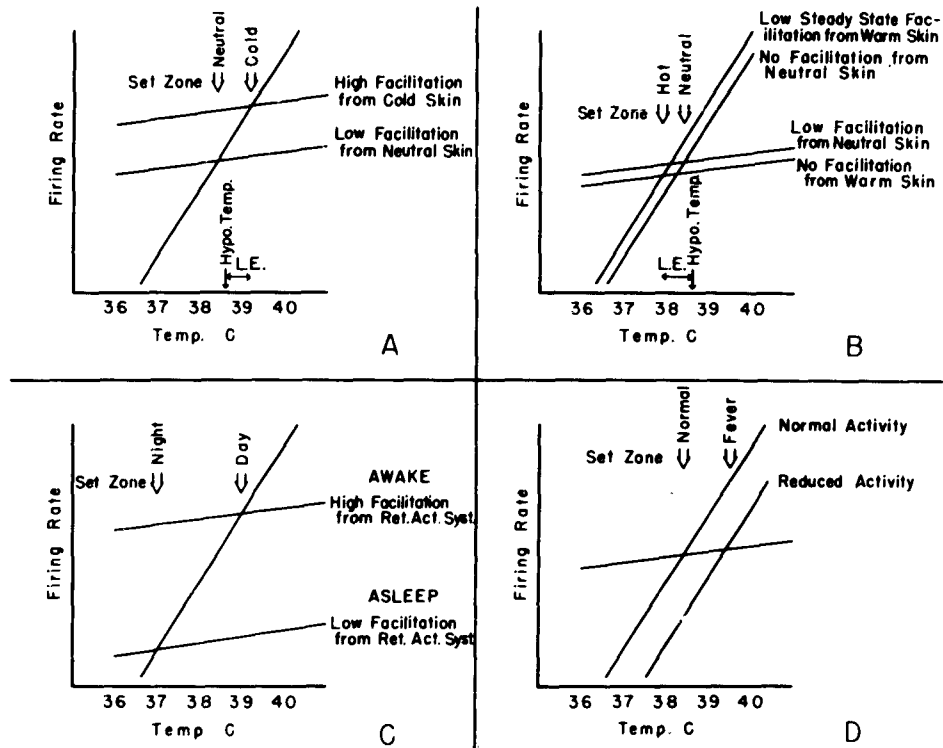 Neutral
Cold
Set Zone
High Facilitation
from Cold Skin
Low Facilitation
from Neutral Skin
Firing Rate
Hypo. Temp.
L.E.
36 37 38 39 40
Temp. C
A
Low Steady State Fac-
ilitation from Warm Skin
No Facilitation from
Neutral Skin
Hot
Neutral
Set Zone
Low Facilitation
from Neutral Skin
No Facilitation
from Warm Skin
Firing Rate
Hypo. Temp.
L.E.
36 37 38 39 40
Temp. C
B
Night
Day
Set Zone
AWAKE
High Facilitation
from Ret. Act. Syst.
ASLEEP
Low Facilitation
from Ret. Act. Syst.
Firing Rate
36 37 38 39 40
Temp C
C
Normal
Fever
Set Zone
Normal Activity
Reduced Activity
Firing Rate
36 37 38 39 40
Temp. C
D